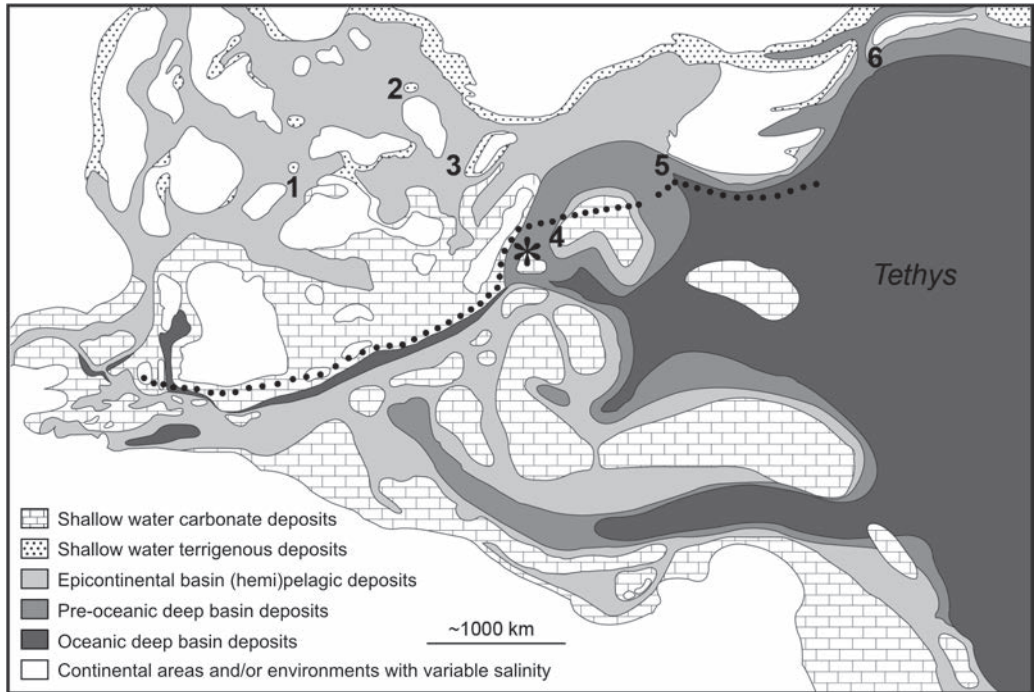 6
2
3
5
1
4
*
Tethys
Shallow water carbonate deposits
Shallow water terrigenous deposits
Epicontinental basin (hemi)pelagic deposits
Pre-oceanic deep basin deposits
Oceanic deep basin deposits
~1000 km
Continental areas and/or environments with variable salinity